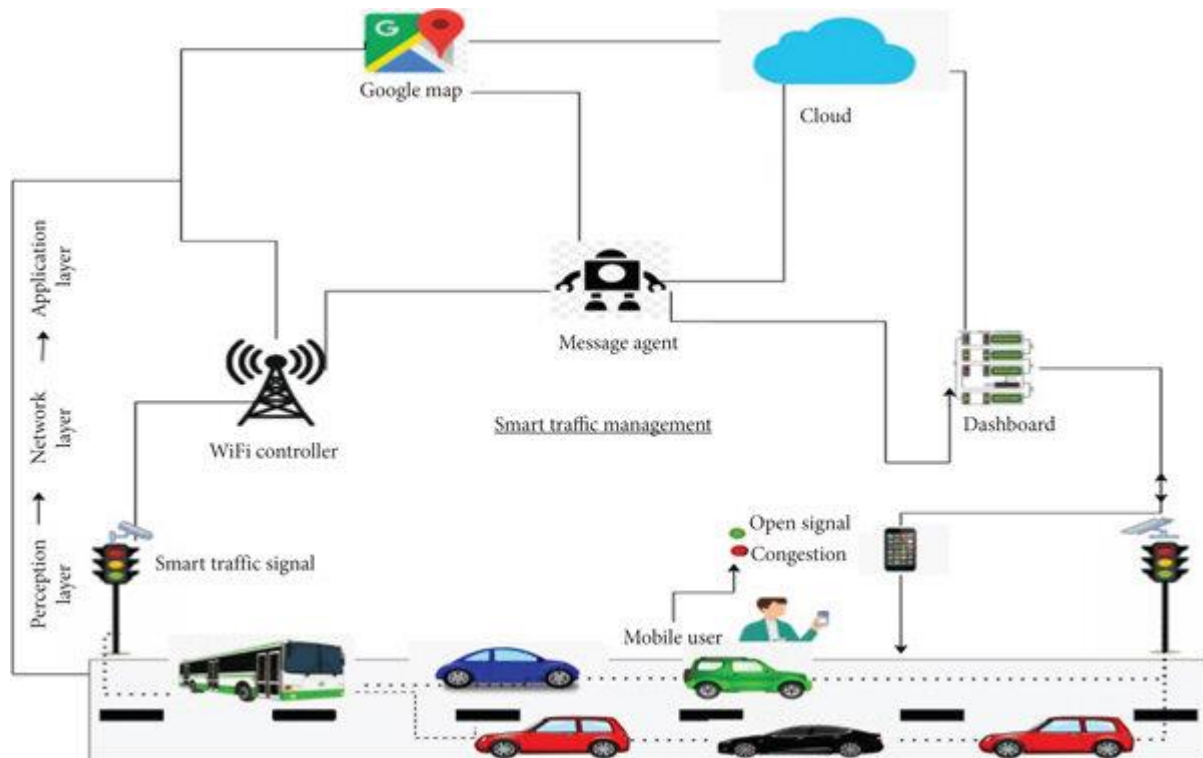 G
Google map
Cloud
Application
layer
Message agent
Network
layer
WiFi controller
Smart traffic management
Dashboard
Perception
layer
Smart traffic signal
Open signal
Congestion
Mobile user